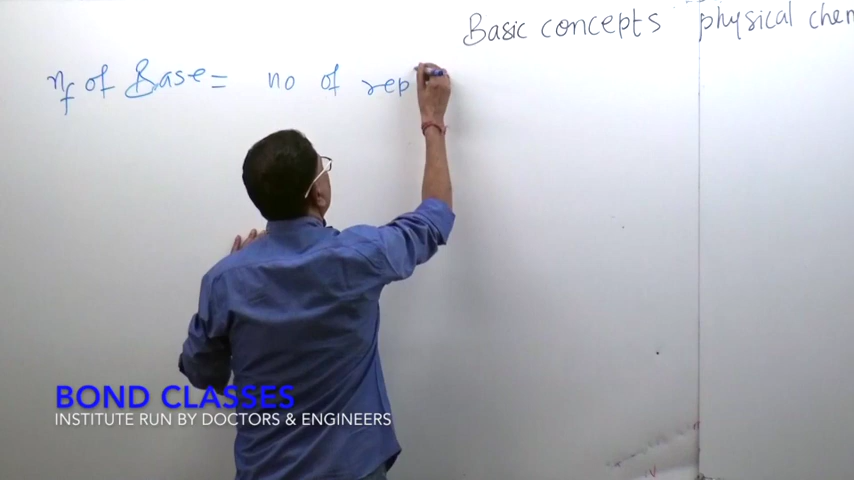 Basic concepts physical chem
nf of Base = no of rep
BOND CLASSES
INSTITUTE RUN BY DOCTORS & ENGINEERS